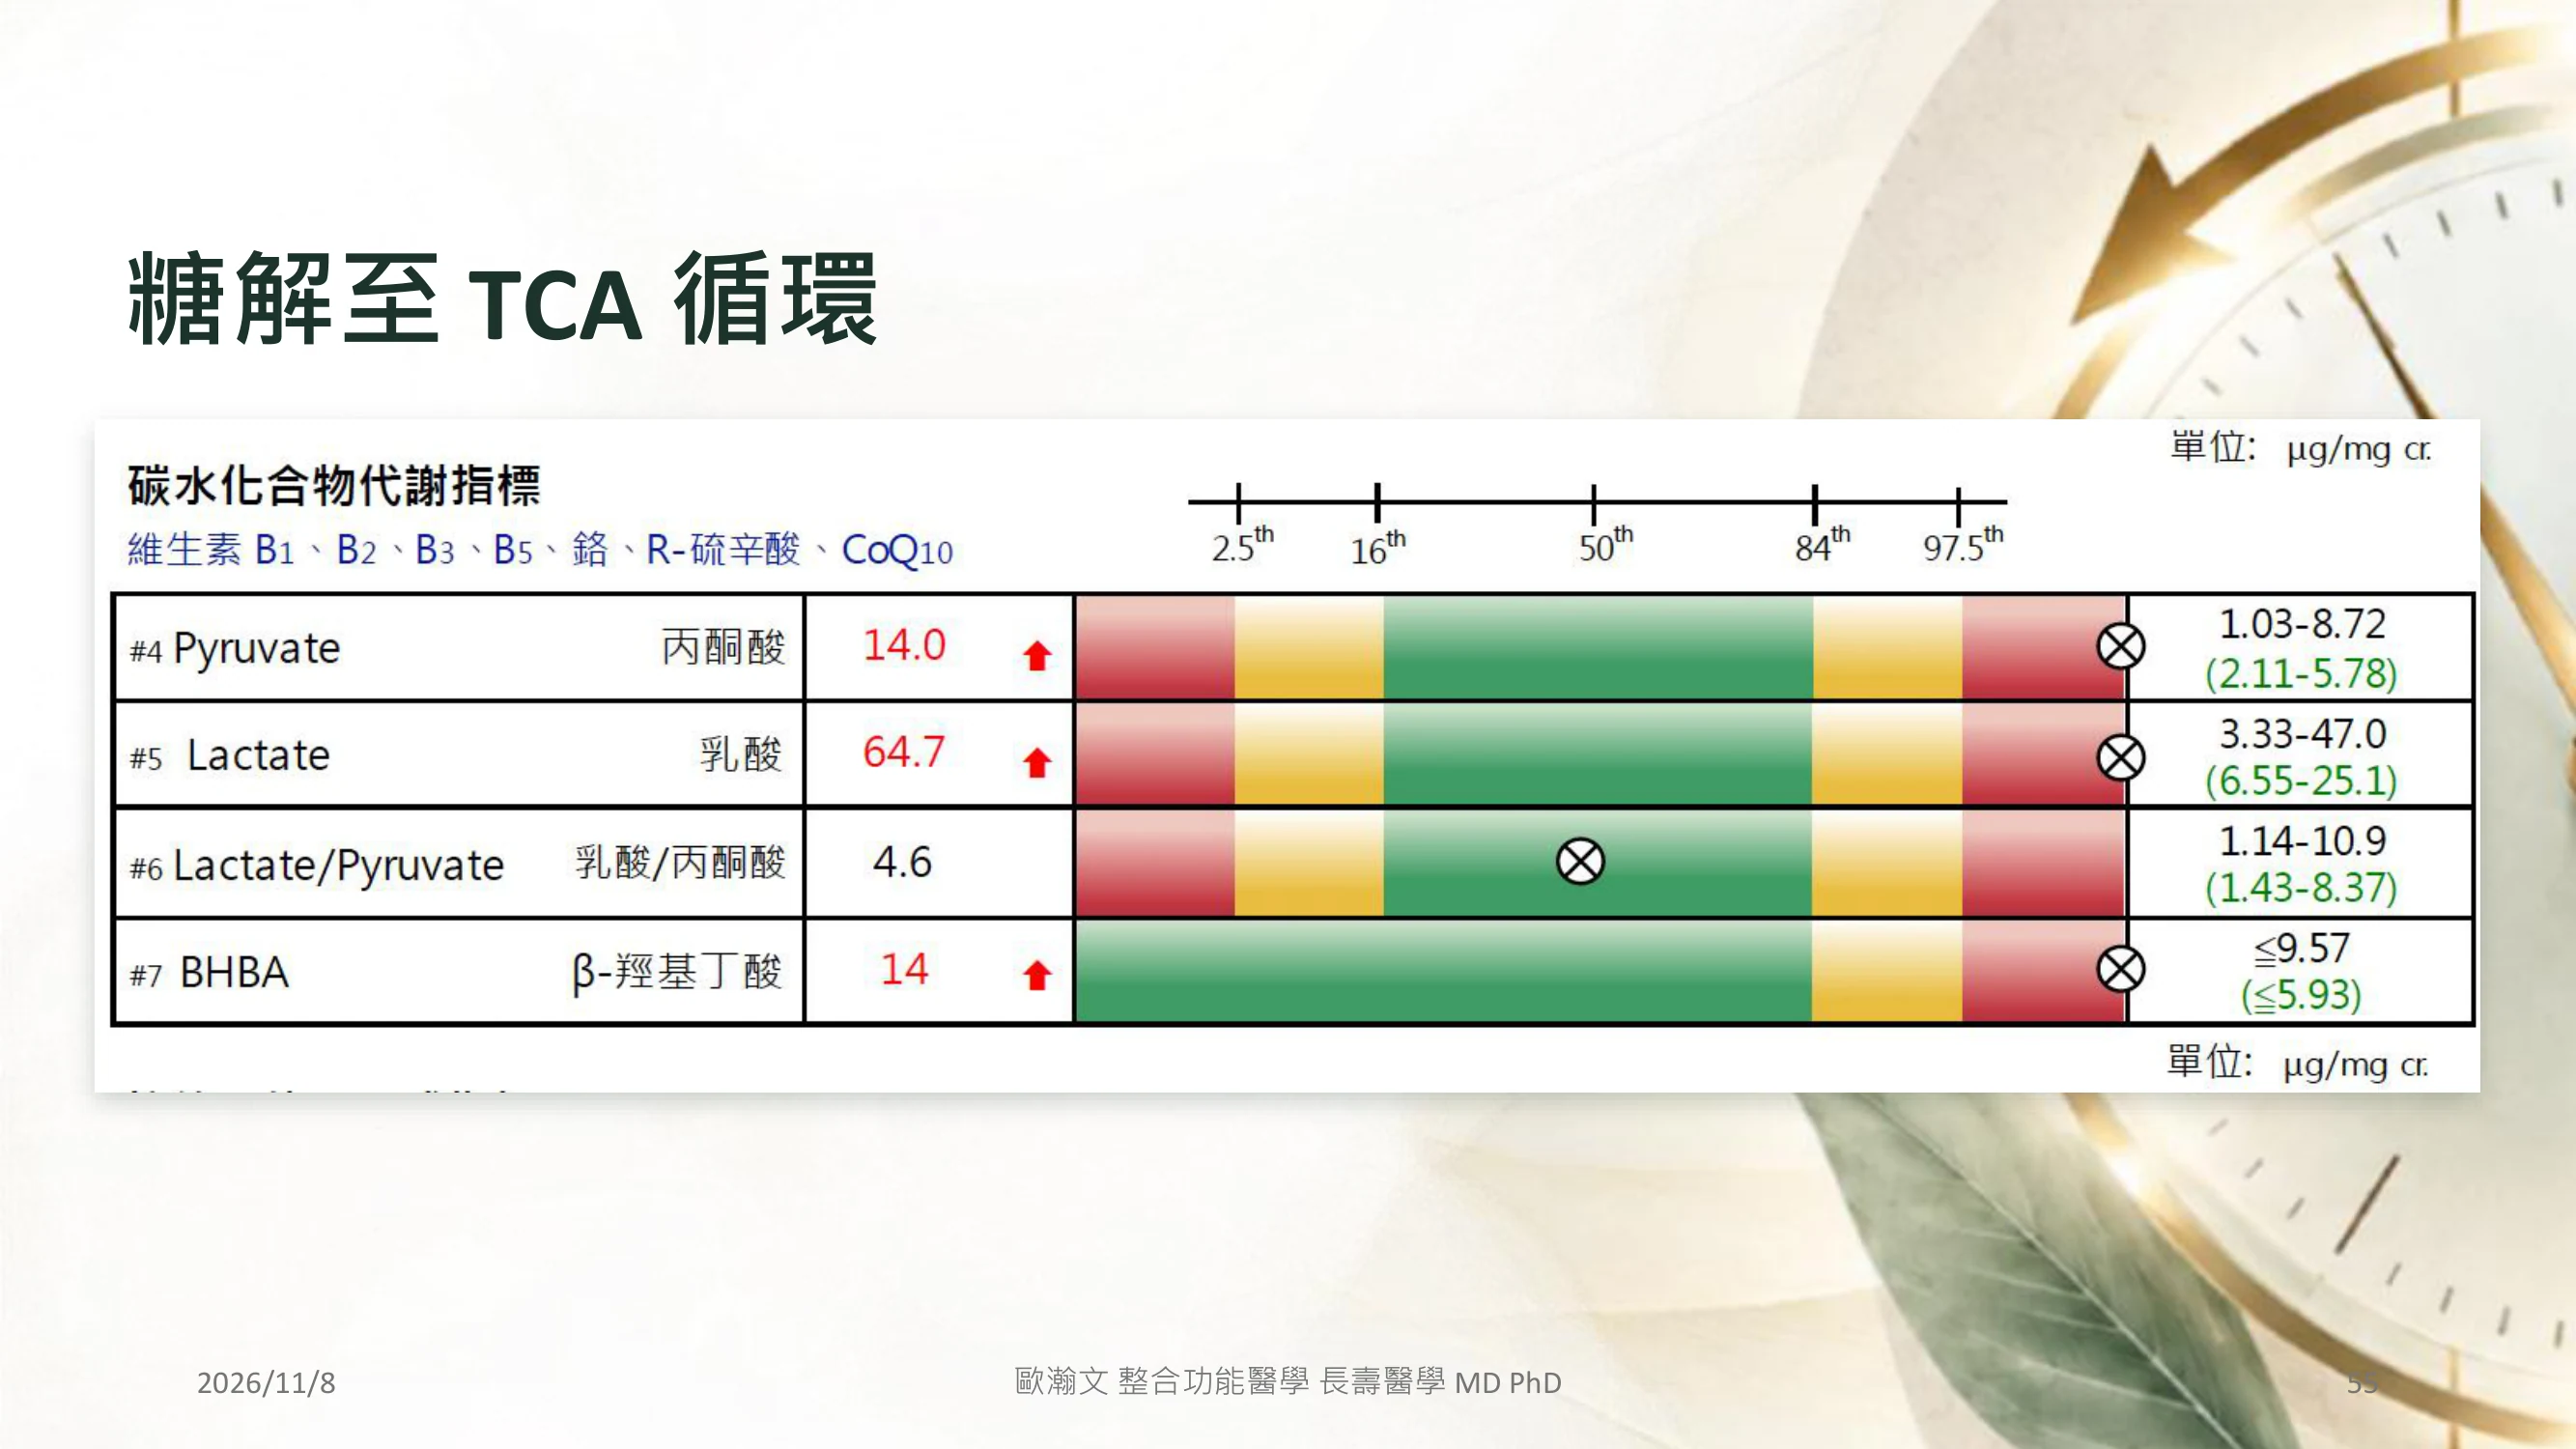 糖解至 TCA 循環
單位: μg/mg cr.
碳水化合物代謝指標
維生素 B1、B2、B3、B5、鉻、R-硫辛酸、CoQ10
2.5th 16th 50th 84th 97.5th
#4 Pyruvate 丙酮酸 14.0 1.03-8.72
(2.11-5.78)
#5 Lactate 乳酸 64.7 3.33-47.0
(6.55-25.1)
#6 Lactate/Pyruvate 乳酸/丙酮酸 4.6 1.14-10.9
(1.43-8.37)
#7 BHBA β-羥基丁酸 14 ≦9.57
(≦5.93)
單位: μg/mg cr.
2026/11/8 歐瀚文 整合功能醫學 長壽醫學 MD PhD 55